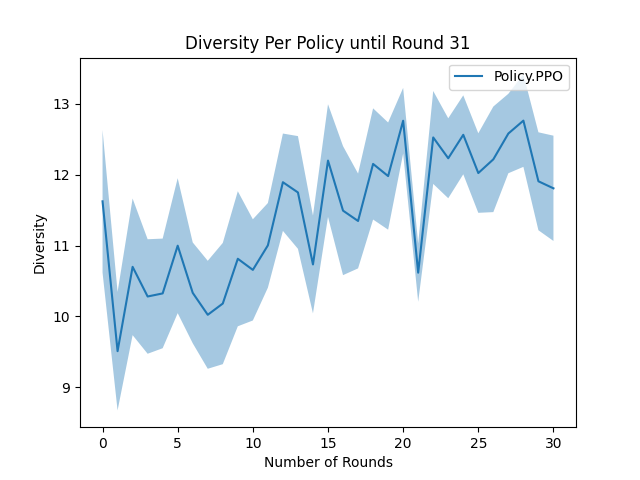 Diversity Per Policy until Round 31
Policy.PPO
Diversity
13
12
11
10
9
0 5 10 15 20 25 30
Number of Rounds